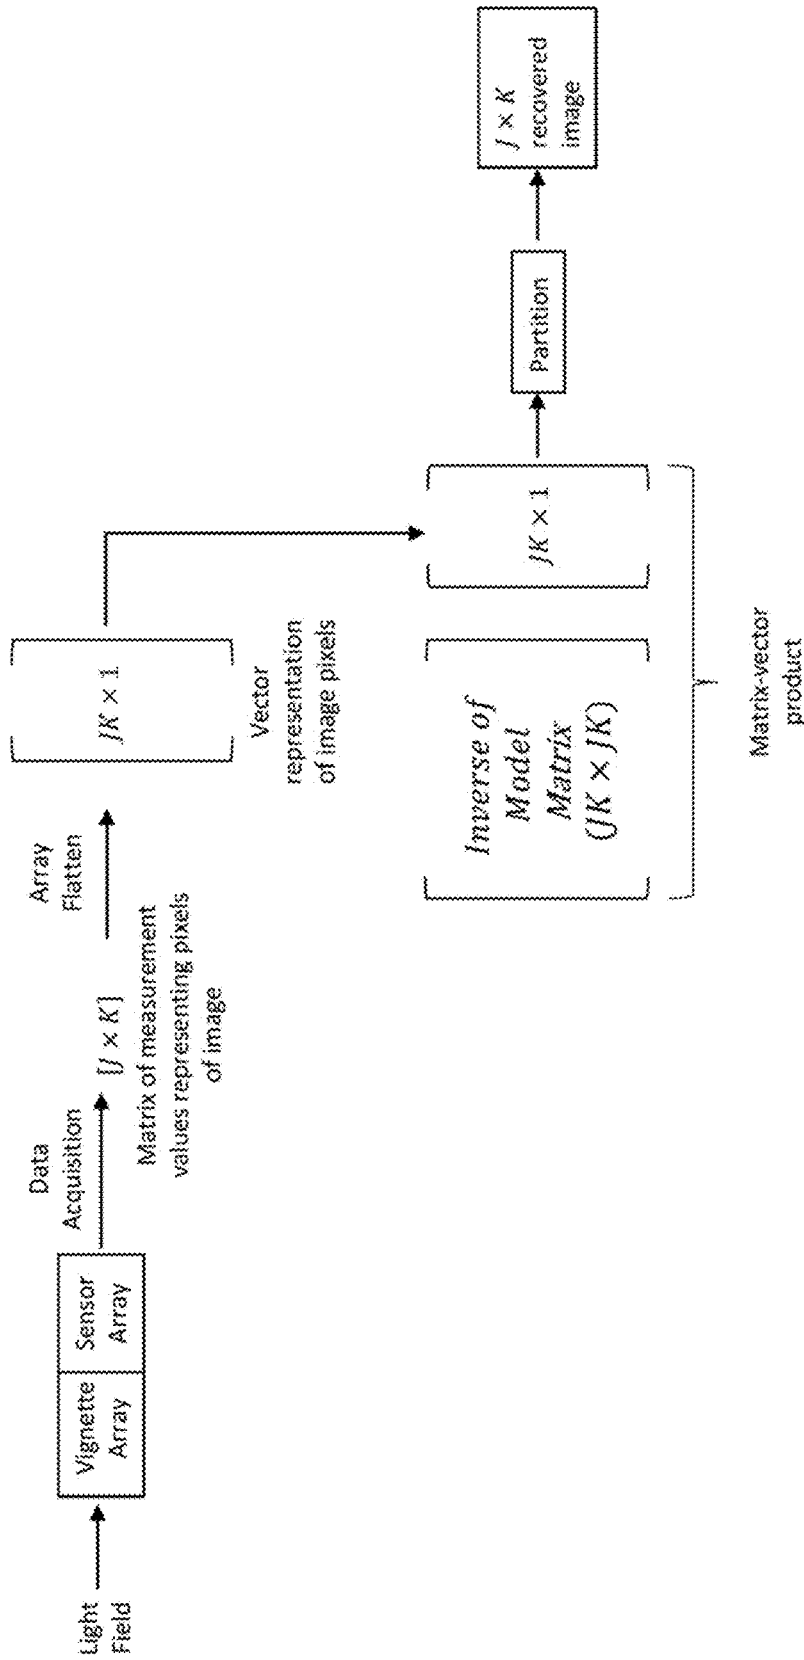 Light
Field
Vignette
Array
Sensor
Array
Data
Acquisition
[J × K]
Matrix of measurement
values representing pixels
of image
Array
Flatten
JK × 1
Vector
representation
of image pixels
Inverse of
Model
Matrix
(JK × JK)
JK × 1
Matrix-vector
product
Partition
J × K
recovered
image